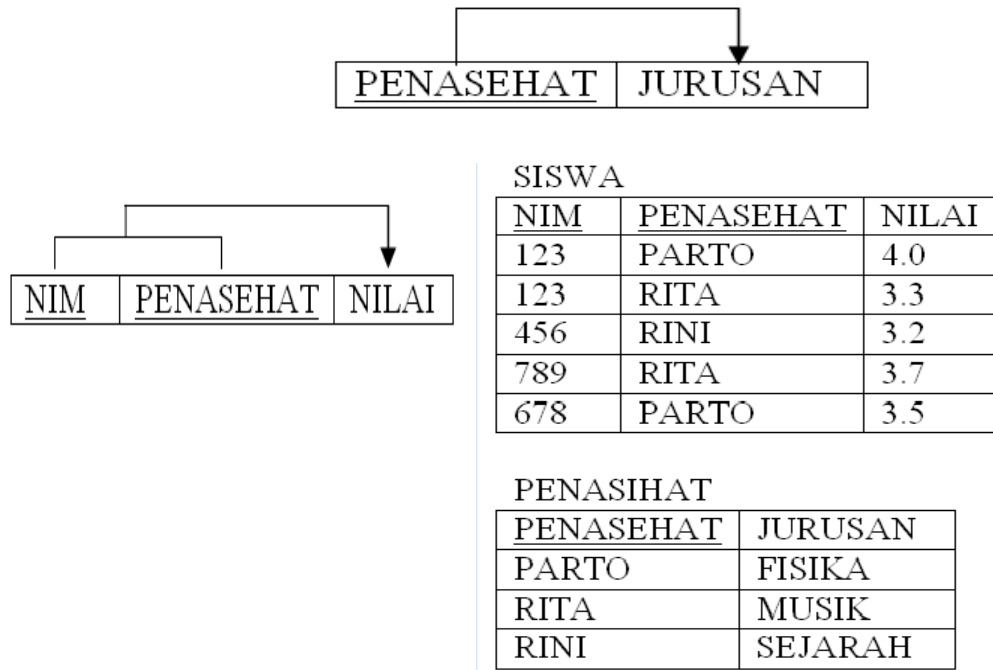 PENASEHAT JURUSAN
NIM PENASEHAT NILAI
SISWA
NIM PENASEHAT NILAI
123 PARTO 4.0
123 RITA 3.3
456 RINI 3.2
789 RITA 3.7
678 PARTO 3.5
PENASIHAT
PENASEHAT JURUSAN
PARTO FISIKA
RITA MUSIK
RINI SEJARAH